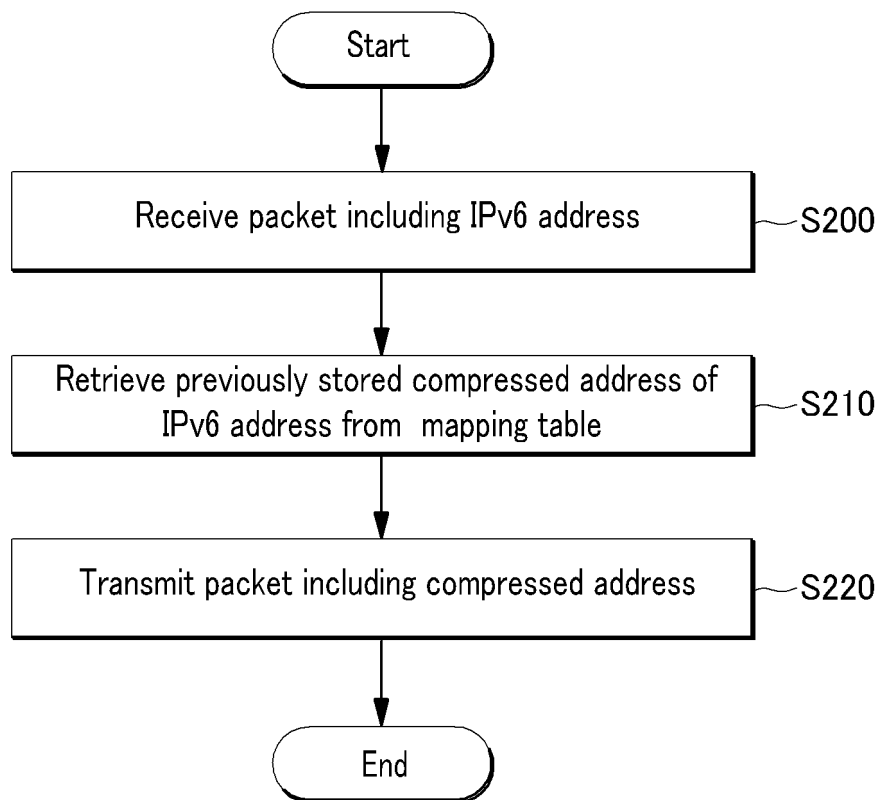 Start
Receive packet including IPv6 address
S200
Retrieve previously stored compressed address of
IPv6 address from mapping table
S210
Transmit packet including compressed address
S220
End